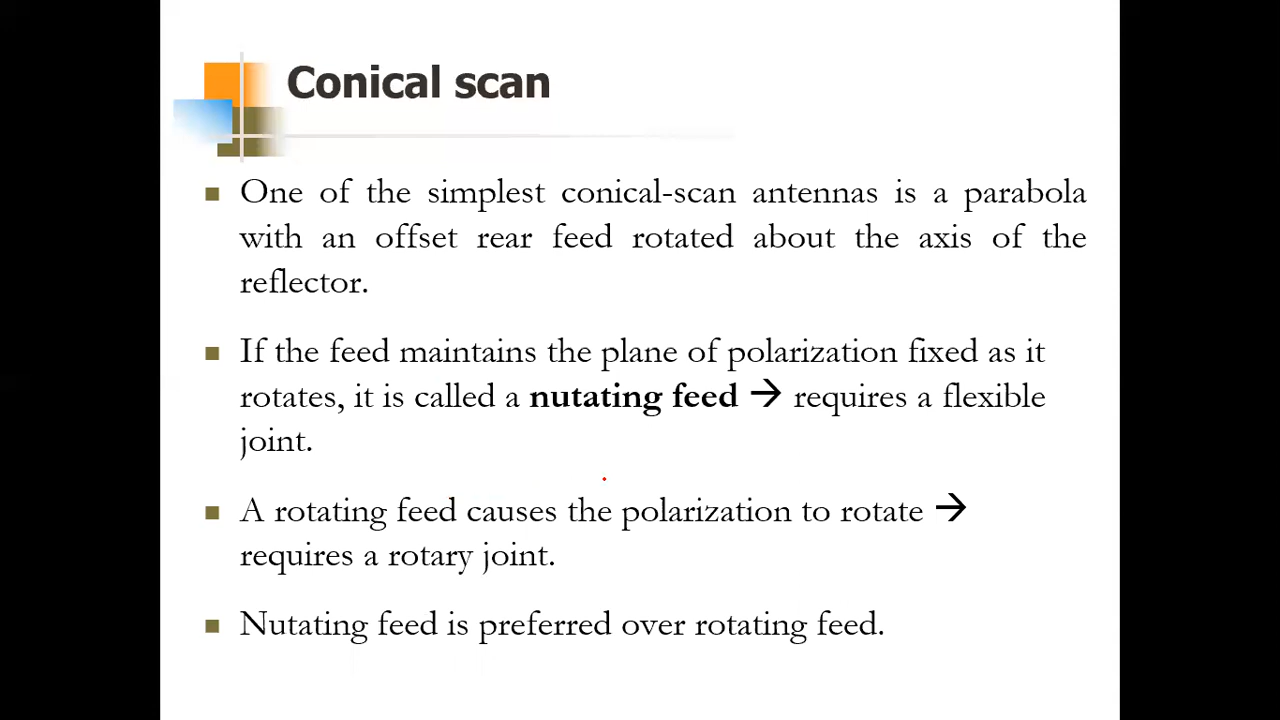 Conical scan
■ One of the simplest conical-scan antennas is a parabola
with an offset rear feed rotated about the axis of the
reflector.
■ If the feed maintains the plane of polarization fixed as it
rotates, it is called a nutating feed → requires a flexible
joint.
■ A rotating feed causes the polarization to rotate →
requires a rotary joint.
■ Nutating feed is preferred over rotating feed.